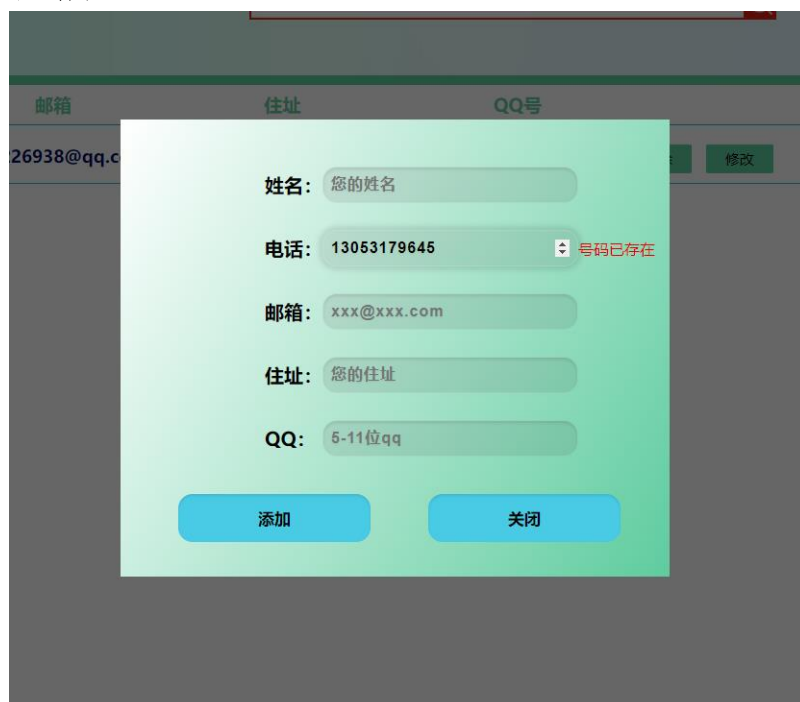 邮箱 住址 QQ号
26938@qq.c 修改
姓名： 您的姓名
电话： 13053179645 号码已存在
邮箱： xxx@xxx.com
住址： 您的住址
QQ： 5-11位qq
添加 关闭